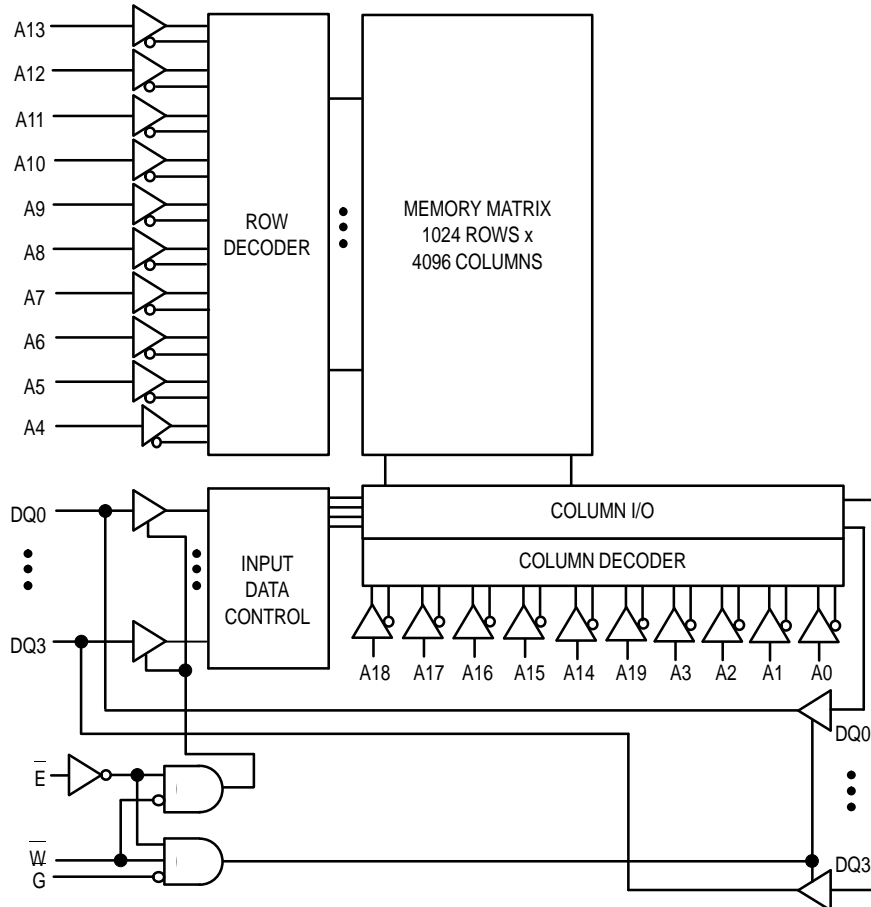 A13
A12
A11
A10
A9
A8
A7
A6
A5
A4
ROW
DECODER
MEMORY MATRIX
1024 ROWS x
4096 COLUMNS
DQ0
DQ3
INPUT
DATA
CONTROL
COLUMN I/O
COLUMN DECODER
A18 A17 A16 A15 A14 A19 A3 A2 A1 A0
DQ0
DQ3
E
W
G